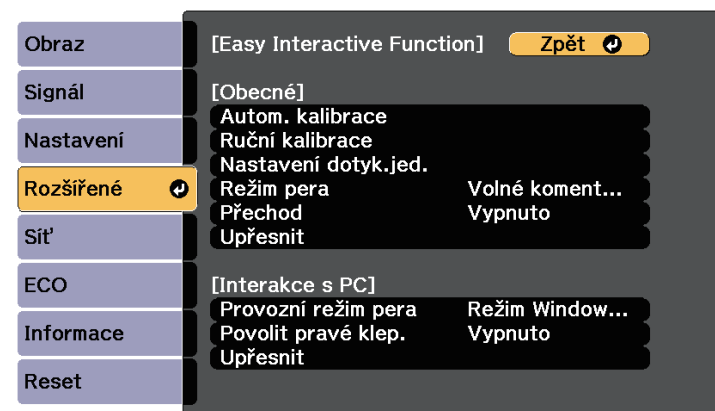 Obraz
Signál
Nastavení
Rozšířené
Síť
ECO
Informace
Reset
[Easy Interactive Function] Zpět
[Obecné]
Autom. kalibrace
Ruční kalibrace
Nastavení dotyk.jed.
Režim pera Volné koment...
Přechod Vypnuto
Upřesnit
[Interakce s PC]
Provozní režim pera Režim Window...
Povolit pravé klep. Vypnuto
Upřesnit